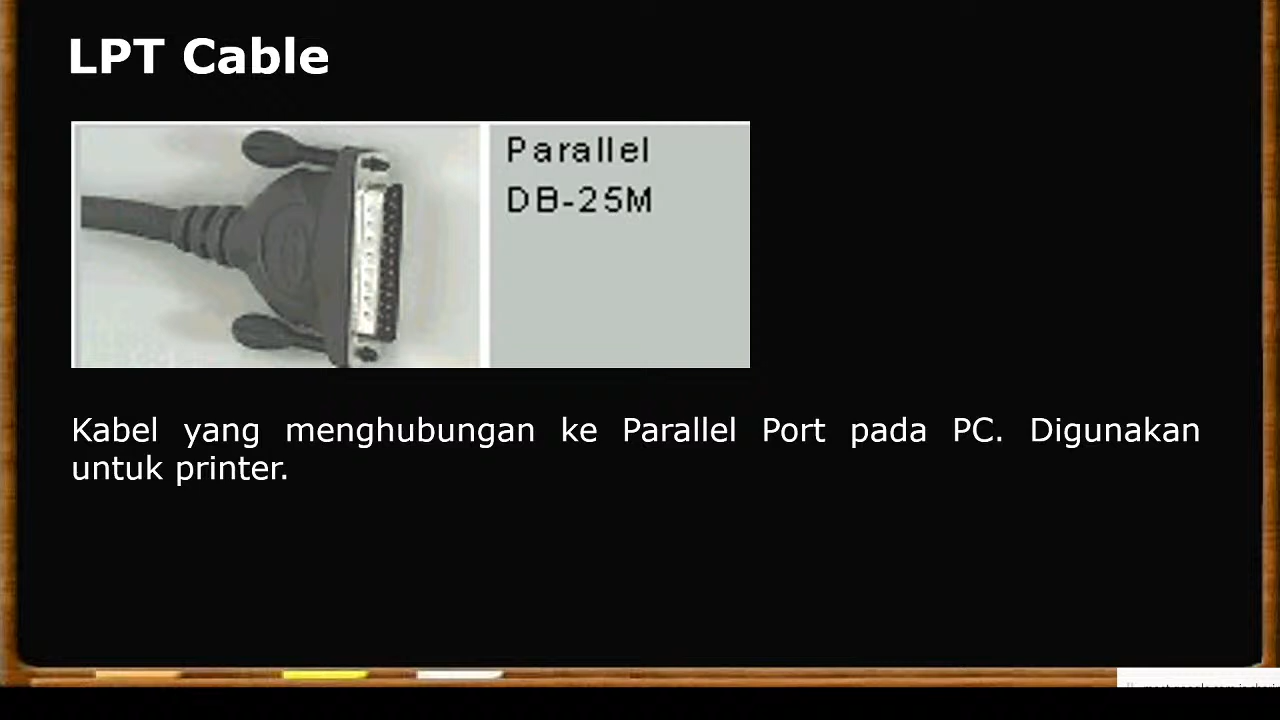 LPT Cable
Parallel
DB-25M
Kabel yang menghubungan ke Parallel Port pada PC. Digunakan
untuk printer.